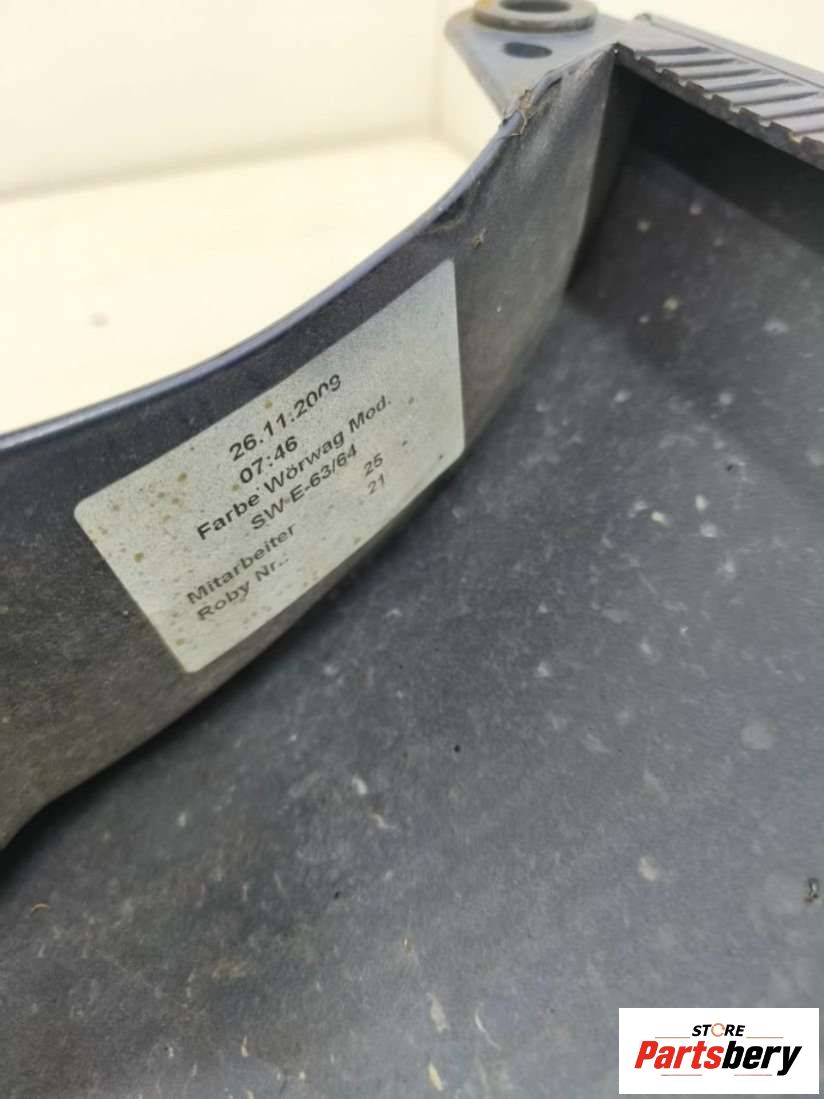 26.11.2009
07:46
Farbe Wörwag Mod.
SW E-63/64
Mitarbeiter 25
Roby Nr.: 21
STORE
Partsbery